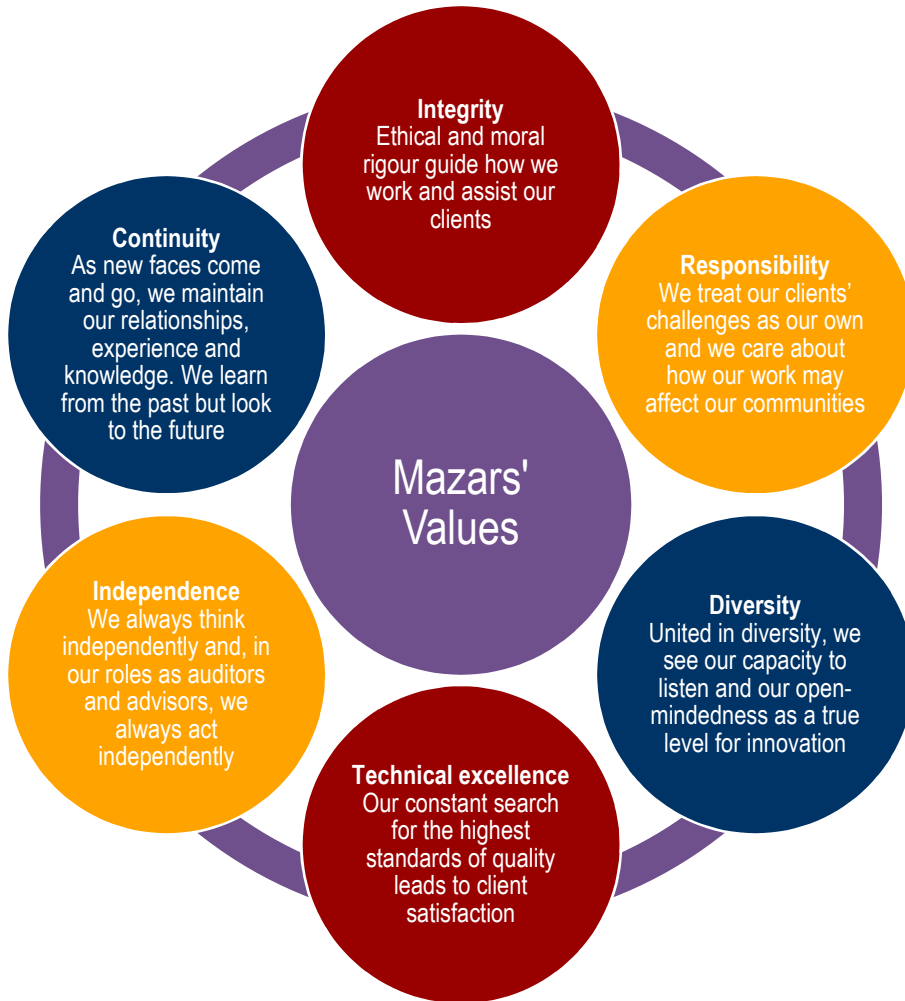 Integrity
Ethical and moral
rigour guide how we
work and assist our
clients
Responsibility
We treat our clients’
challenges as our own
and we care about
how our work may
affect our communities
Diversity
United in diversity, we
see our capacity to
listen and our open-
mindedness as a true
level for innovation
Technical excellence
Our constant search
for the highest
standards of quality
leads to client
satisfaction
Independence
We always think
independently and, in
our roles as auditors
and advisors, we
always act
independently
Continuity
As new faces come
and go, we maintain
our relationships,
experience and
knowledge. We learn
from the past but look
to the future
Mazars'
Values